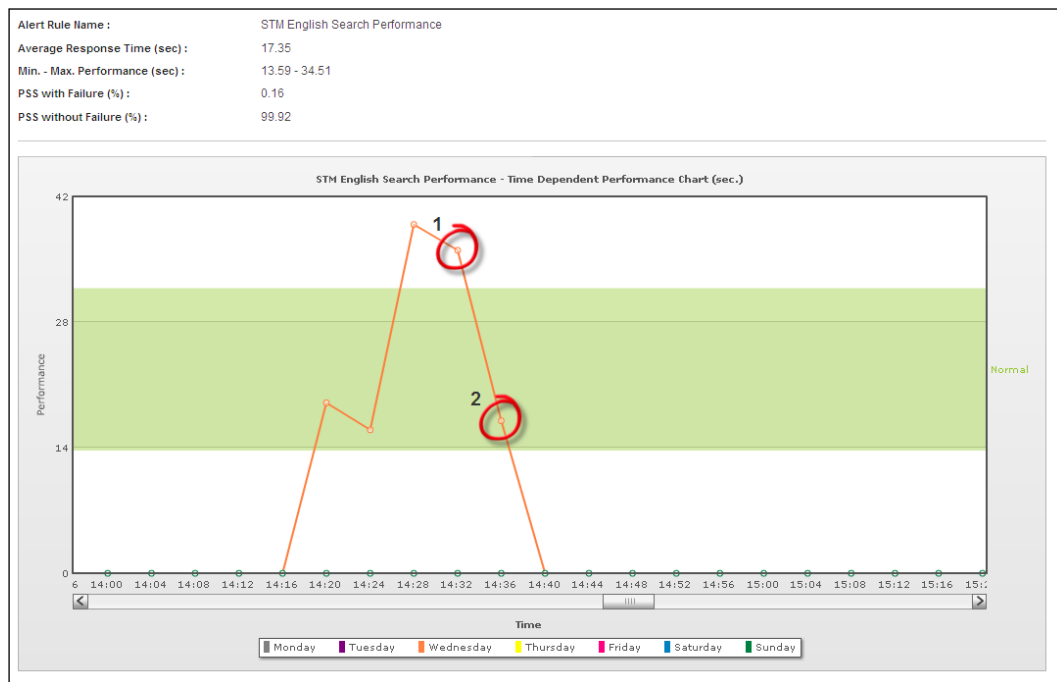 Alert Rule Name : STM English Search Performance
Average Response Time (sec) : 17.35
Min. - Max. Performance (sec) : 13.59 - 34.51
PSS with Failure (%) : 0.16
PSS without Failure (%) : 99.92
STM English Search Performance - Time Dependent Performance Chart (sec.)
42
1
28
Normal
Performance
2
14
0
6 14:00 14:04 14:08 14:12 14:16 14:20 14:24 14:28 14:32 14:36 14:40 14:44 14:48 14:52 14:56 15:00 15:04 15:08 15:12 15:16 15:
Time
Monday Tuesday Wednesday Thursday Friday Saturday Sunday